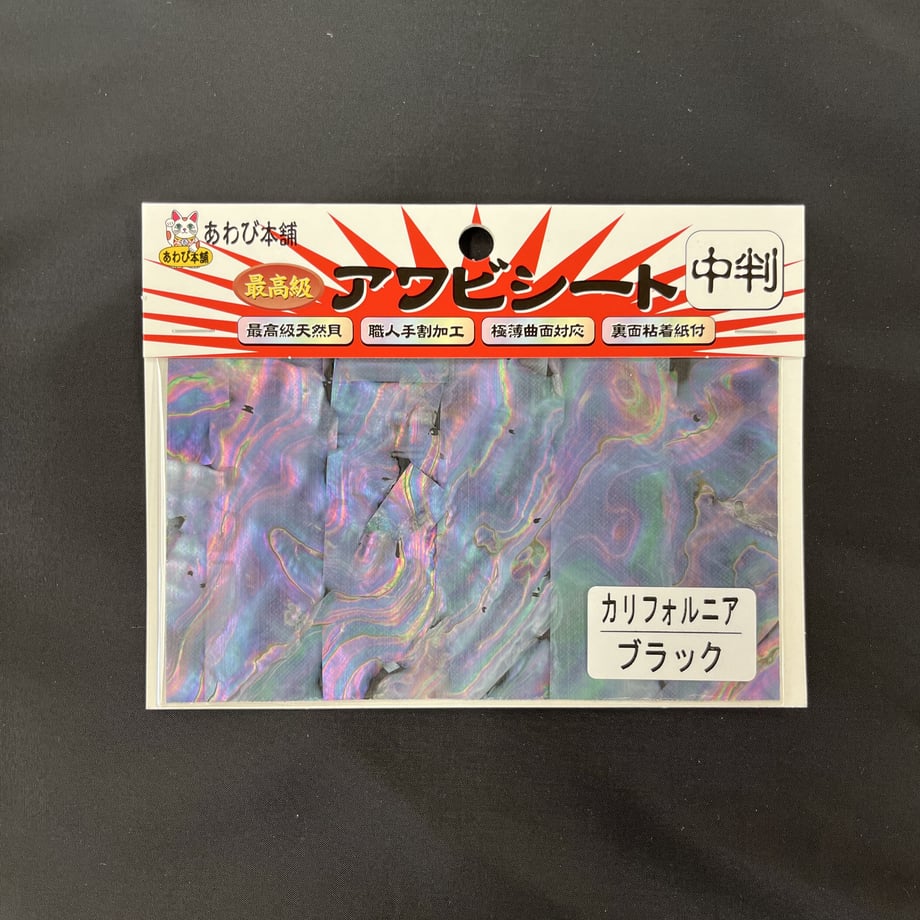 あわび本舗
あわび本舗
最高級 アワビシート 中判
最高級天然貝 職人手割加工 極薄曲面対応 裏面粘着紙付
カリフォルニア
ブラック